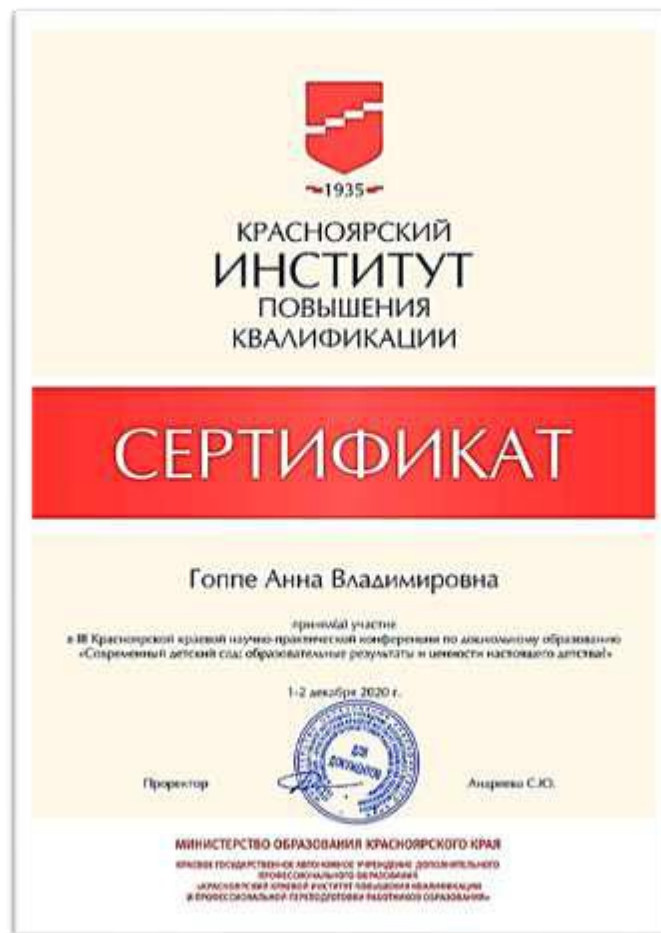 1935
КРАСНОЯРСКИЙ
ИНСТИТУТ
ПОВЫШЕНИЯ
КВАЛИФИКАЦИИ
СЕРТИФИКАТ
Гоппе Анна Владимировна
принял(а) участие
в III Красноярской краевой научно-практической конференции по дошкольному образованию
«Современный детский сад: образовательные результаты и ценности настоящего детства!»
1-2 декабря 2020 г.
ДЛЯ
ДОКУМЕНТОВ
Проректор
Андреева С.Ю.
МИНИСТЕРСТВО ОБРАЗОВАНИЯ КРАСНОЯРСКОГО КРАЯ
КРАЕВОЕ ГОСУДАРСТВЕННОЕ АВТОНОМНОЕ УЧРЕЖДЕНИЕ ДОПОЛНИТЕЛЬНОГО
ПРОФЕССИОНАЛЬНОГО ОБРАЗОВАНИЯ
«КРАСНОЯРСКИЙ КРАЕВОЙ ИНСТИТУТ ПОВЫШЕНИЯ КВАЛИФИКАЦИИ
И ПРОФЕССИОНАЛЬНОЙ ПЕРЕПОДГОТОВКИ РАБОТНИКОВ ОБРАЗОВАНИЯ»